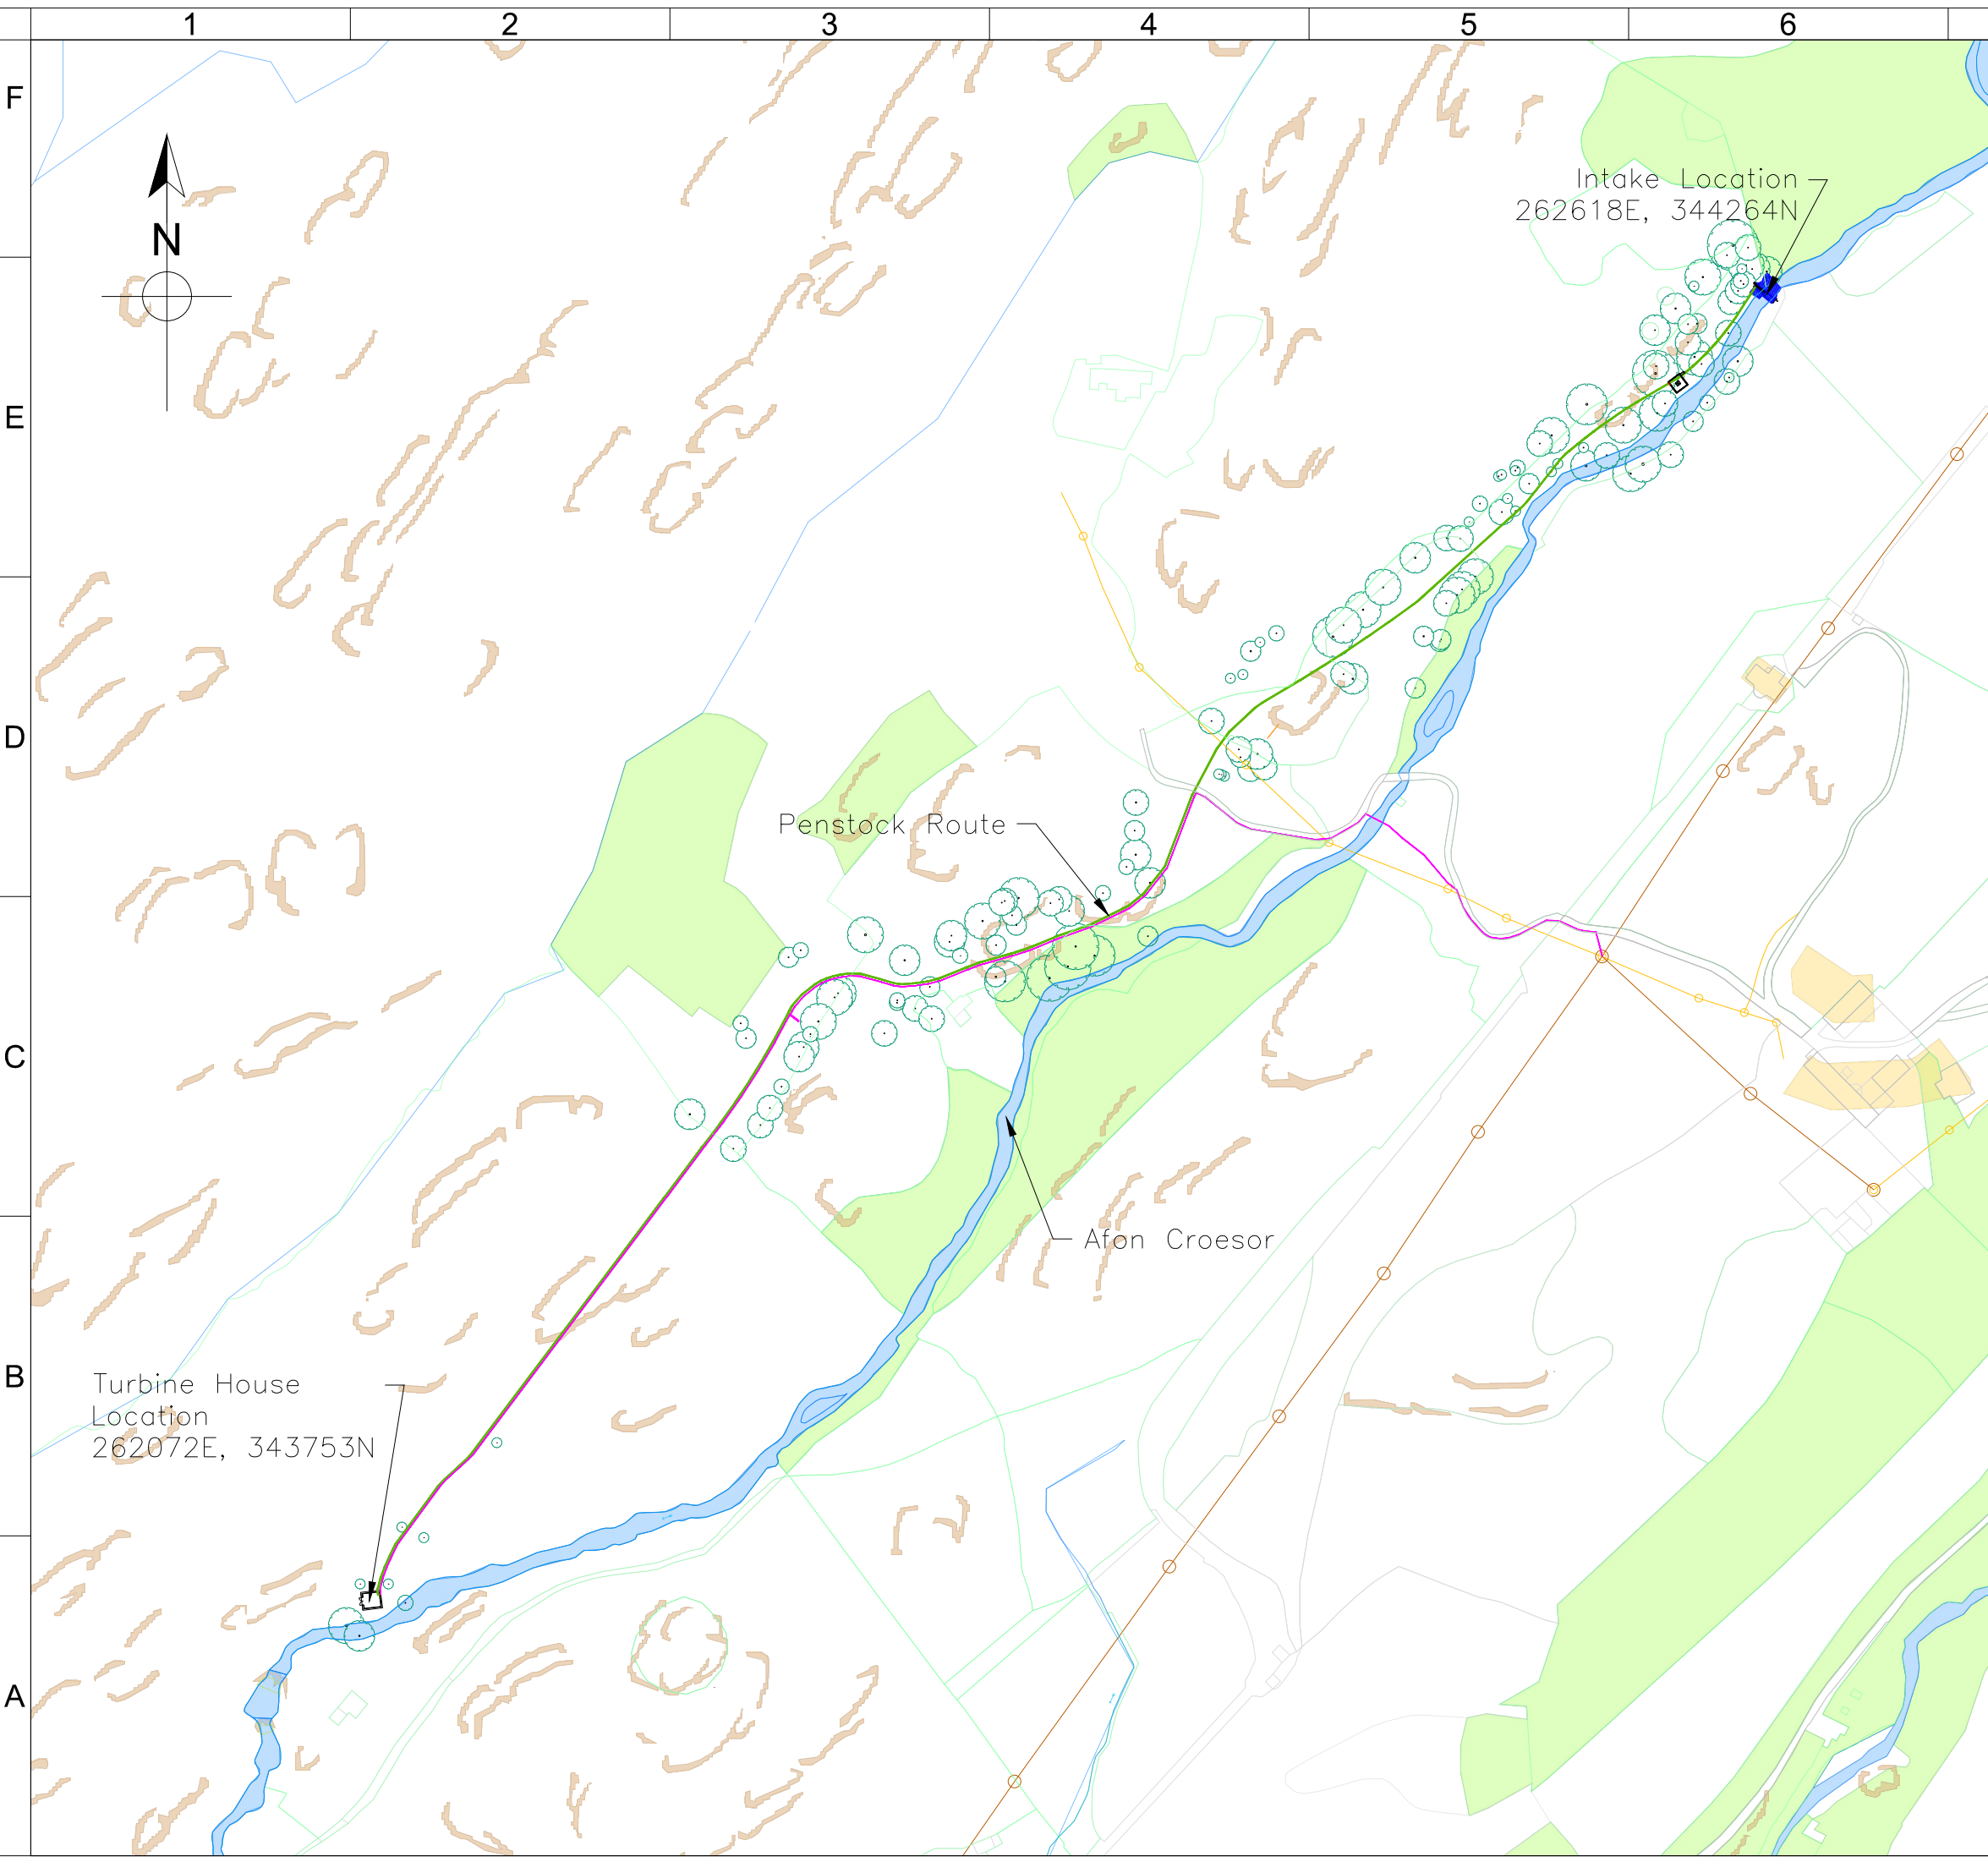 1 2 3 4 5 6
F
N
Intake Location
262618E, 344264N
E
D
Penstock Route
C
Afon Croesor
B
Turbine House
Location
262072E, 343753N
A